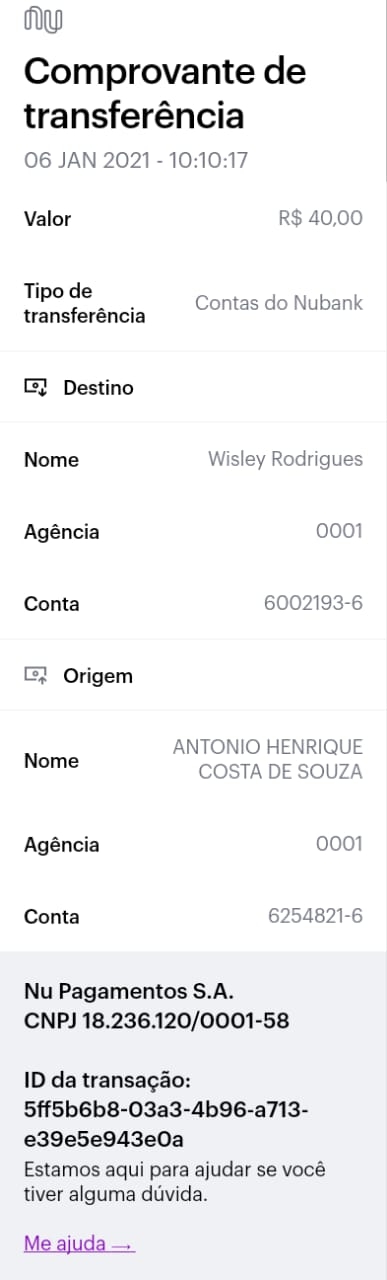 nu
Comprovante de
transferência
06 JAN 2021 - 10:10:17
Valor R$ 40,00
Tipo de
transferência Contas do Nubank
Destino
Nome Wisley Rodrigues
Agência 0001
Conta 6002193-6
Origem
Nome ANTONIO HENRIQUE
COSTA DE SOUZA
Agência 0001
Conta 6254821-6
Nu Pagamentos S.A.
CNPJ 18.236.120/0001-58
ID da transação:
5ff5b6b8-03a3-4b96-a713-
e39e5e943e0a
Estamos aqui para ajudar se você
tiver alguma dúvida.
Me ajuda →